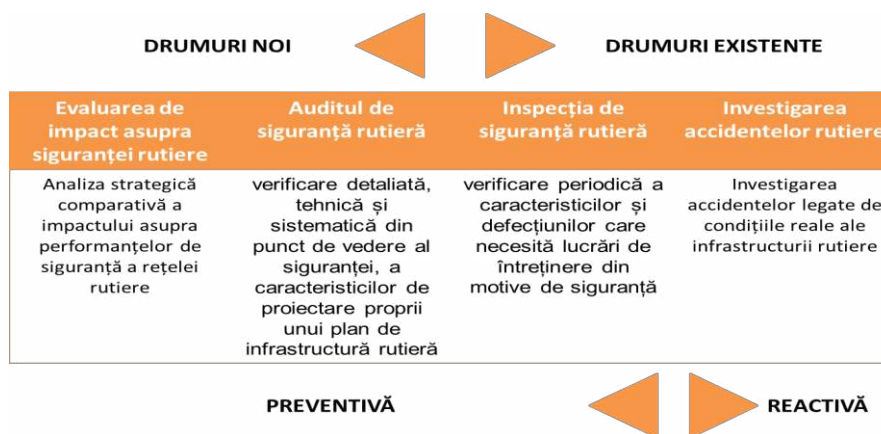 DRUMURI NOI
DRUMURI EXISTENTE
Evaluarea de
impact asupra
siguranței rutiere
Auditul de
siguranță rutieră
Inspecția de
siguranță rutieră
Investigarea
accidentelor rutiere
Analiza strategică
comparativă a
impactului asupra
performanțelor de
siguranță a rețelei
rutiere
verificare detaliată,
tehnică și
sistematică din
punct de vedere al
siguranței, a
caracteristicilor de
proiectare proprii
unui plan de
infrastructură rutieră
verificare periodică a
caracteristicilor și
defecțiunilor care
necesită lucrări de
întreținere din
motive de siguranță
Investigarea
accidentelor legate de
condițiile reale ale
infrastructurii rutiere
PREVENTIVĂ
REACTIVĂ